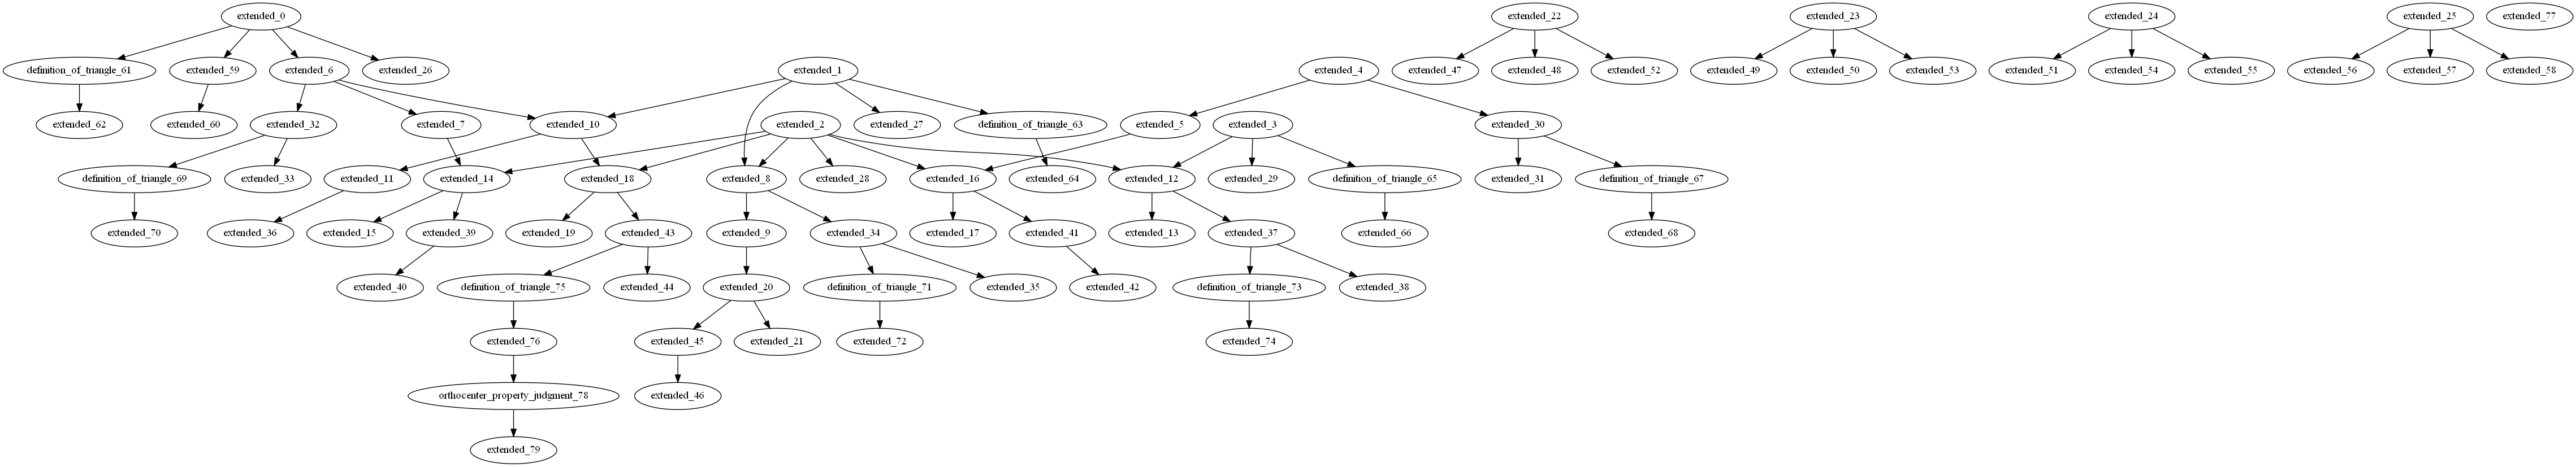 extended_0
extended_22
extended_23
extended_24
extended_25
extended_77
definition_of_triangle_61
extended_59
extended_6
extended_26
extended_1
extended_4
extended_47
extended_48
extended_52
extended_49
extended_50
extended_53
extended_51
extended_54
extended_55
extended_56
extended_57
extended_58
extended_62
extended_60
extended_32
extended_7
extended_10
extended_2
extended_27
definition_of_triangle_63
extended_5
extended_3
extended_30
definition_of_triangle_69
extended_33
extended_11
extended_14
extended_18
extended_8
extended_28
extended_16
extended_64
extended_12
extended_29
definition_of_triangle_65
extended_31
definition_of_triangle_67
extended_70
extended_36
extended_15
extended_39
extended_19
extended_43
extended_9
extended_34
extended_17
extended_41
extended_13
extended_37
extended_66
extended_68
extended_40
definition_of_triangle_75
extended_44
extended_20
definition_of_triangle_71
extended_35
extended_42
definition_of_triangle_73
extended_38
extended_76
extended_45
extended_21
extended_72
extended_74
orthocenter_property_judgment_78
extended_46
extended_79